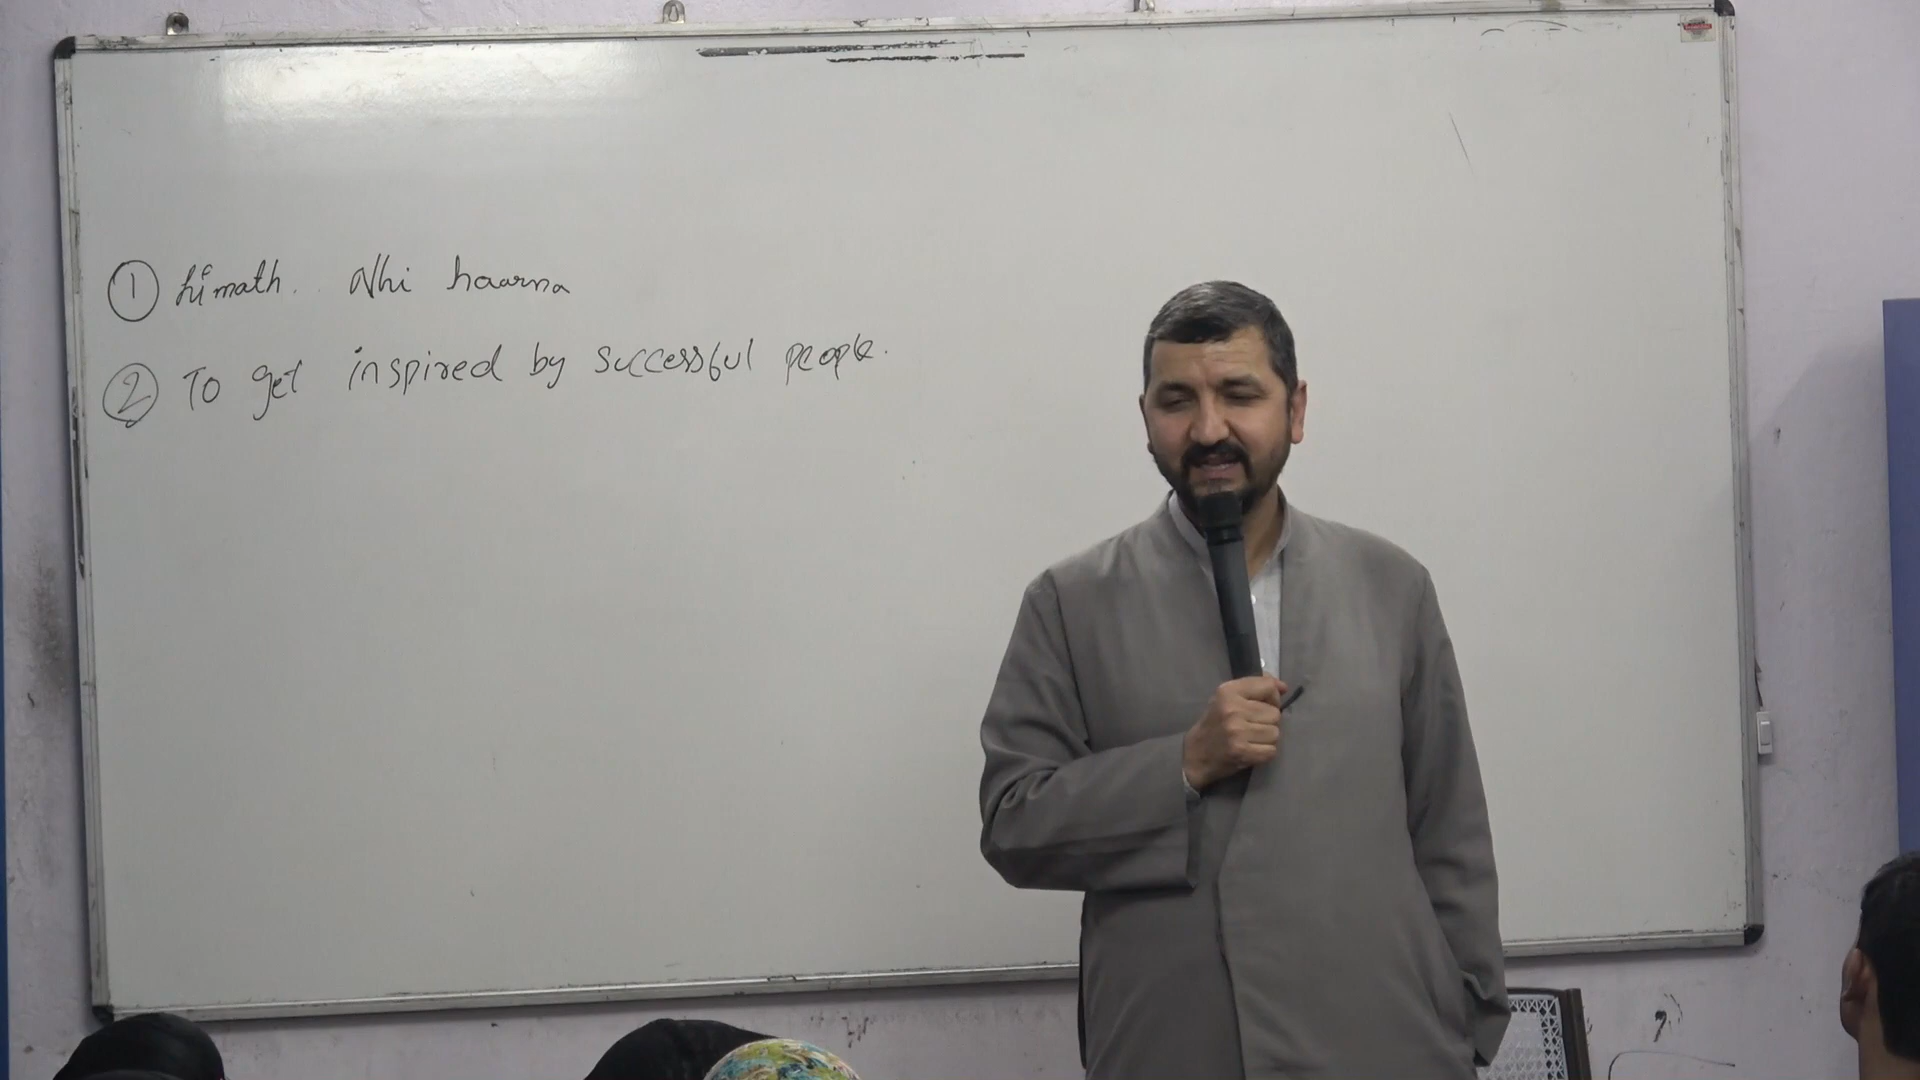 ① himath.. Nhi haarna
② To get inspired by successful people.